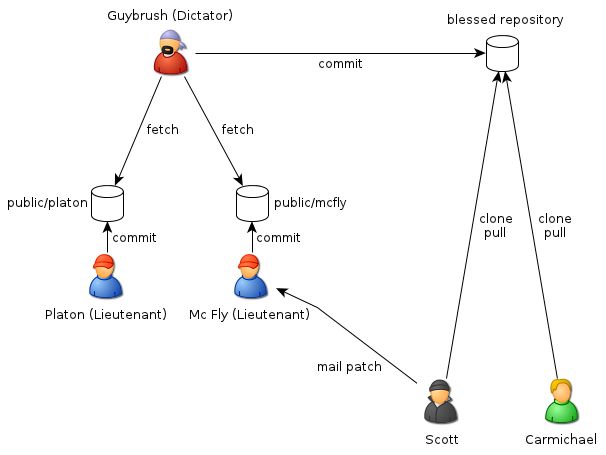 Guybrush (Dictator)
blessed repository
commit
fetch
fetch
public/platon
public/mcfly
commit
commit
clone
pull
clone
pull
Platon (Lieutenant)
Mc Fly (Lieutenant)
mail patch
Scott
Carmichael